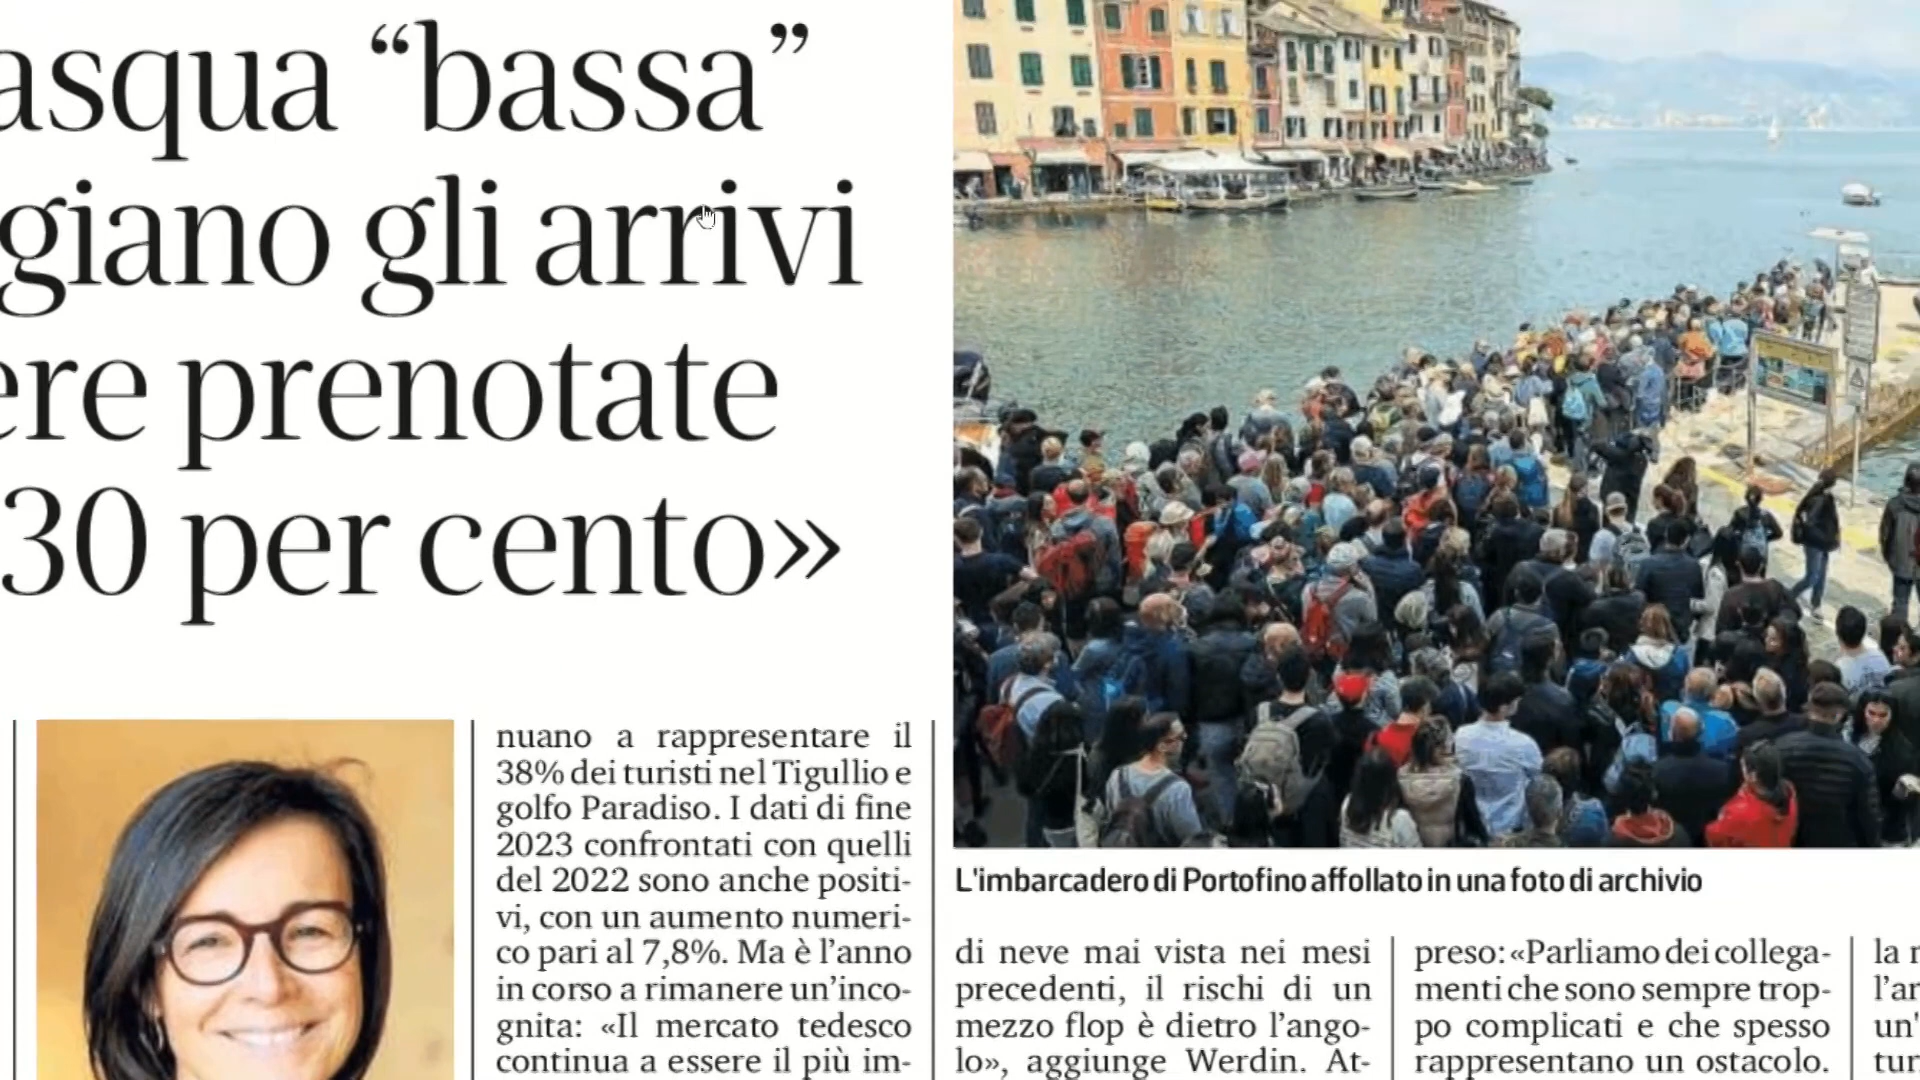 asqua “bassa”
giano gli arrivi
ere prenotate
30 per cento»
nuano a rappresentare il
38% dei turisti nel Tigullio e
golfo Paradiso. I dati di fine
2023 confrontati con quelli
del 2022 sono anche positi-
vi, con un aumento numeri-
co pari al 7,8%. Ma è l’anno
in corso a rimanere un’inco-
gnita: «Il mercato tedesco
continua a essere il più im-
L'imbarcadero di Portofino affollato in una foto di archivio
di neve mai vista nei mesi
precedenti, il rischi di un
mezzo flop è dietro l’ango-
lo», aggiunge Werdin. At-
preso: «Parliamo dei collega-
menti che sono sempre trop-
po complicati e che spesso
rappresentano un ostacolo.
la
l’ar
un'
tur